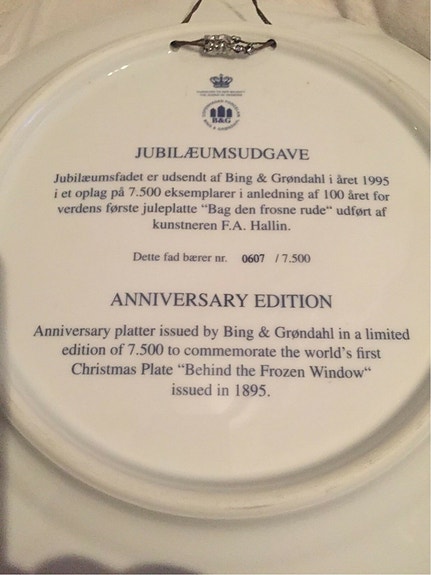 B&G
JUBILÆUMSUDGAVE
Jubilæumsfadet er udsendt af Bing & Grøndahl i året 1995
i et oplag på 7.500 eksemplarer i anledning af 100 året for
verdens første juleplatte "Bag den frosne rude" udført af
kunstneren F.A. Hallin.
Dette fad bærer nr. 0607 / 7.500
ANNIVERSARY EDITION
Anniversary platter issued by Bing & Grøndahl in a limited
edition of 7.500 to commemorate the world's first
Christmas Plate "Behind the Frozen Window"
issued in 1895.